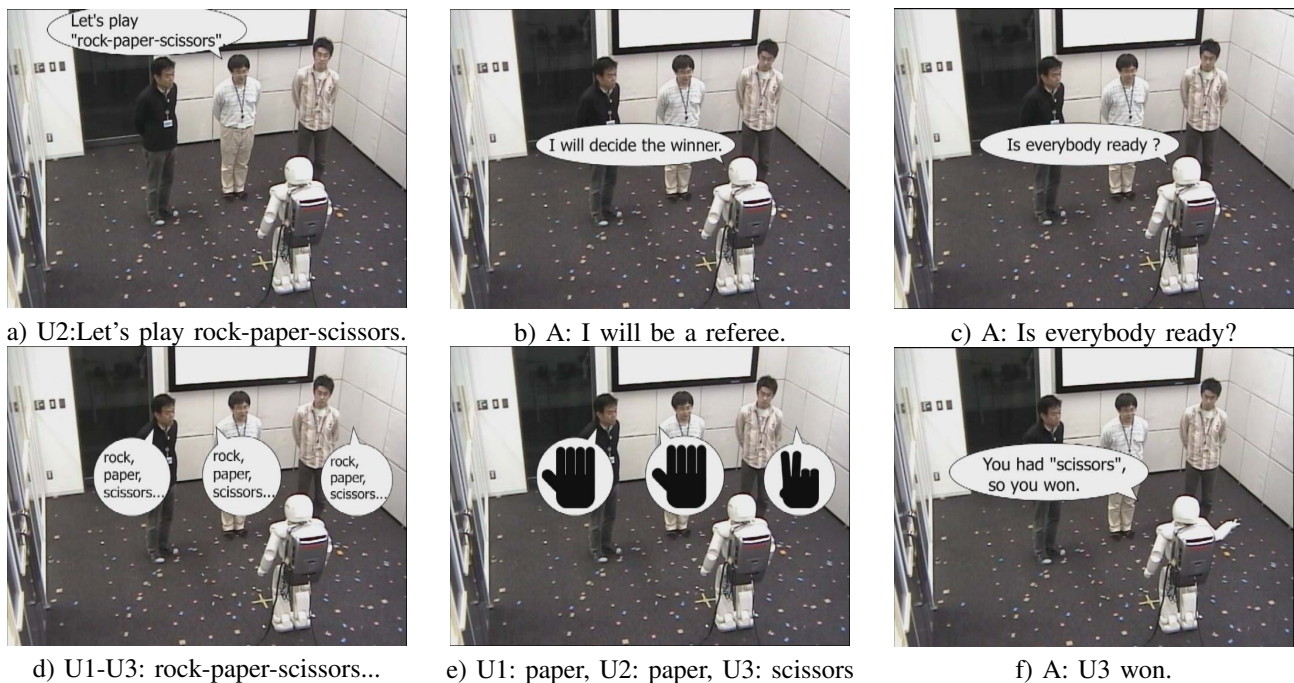 Let's play
"rock-paper-scissors".
I will decide the winner.
Is everybody ready ?
a) U2:Let's play rock-paper-scissors.
b) A: I will be a referee.
c) A: Is everybody ready?
rock,
paper,
scissors...
rock,
paper,
scissors...
rock,
paper,
scissors...
You had "scissors",
so you won.
d) U1-U3: rock-paper-scissors...
e) U1: paper, U2: paper, U3: scissors
f) A: U3 won.